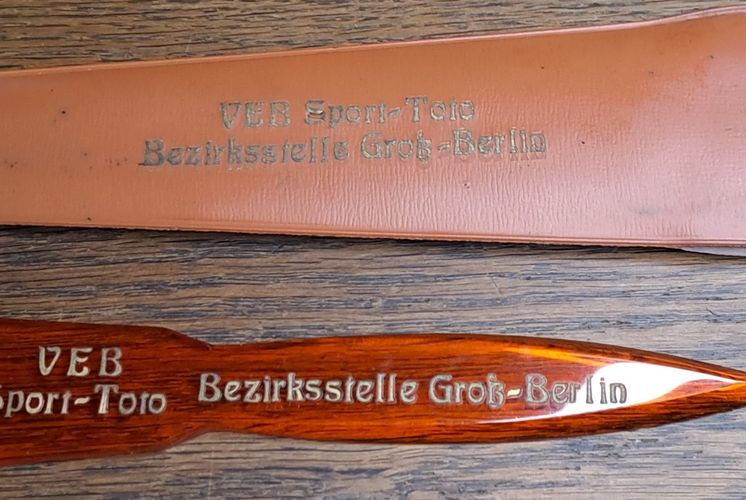 VEB Sport-Toto
Bezirksstelle Groß-Berlin
VEB
Sport-Toto
Bezirksstelle Groß-Berlin